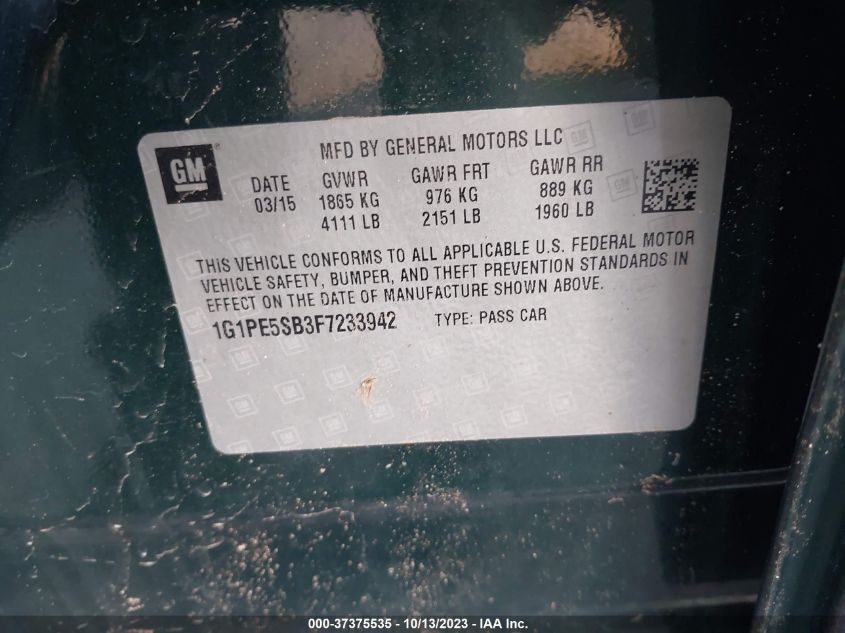 GM
MFD BY GENERAL MOTORS LLC
DATE GVWR GAWR FRT GAWR RR
03/15 1865 KG 976 KG 889 KG
4111 LB 2151 LB 1960 LB
THIS VEHICLE CONFORMS TO ALL APPLICABLE U.S. FEDERAL MOTOR
VEHICLE SAFETY, BUMPER, AND THEFT PREVENTION STANDARDS IN
EFFECT ON THE DATE OF MANUFACTURE SHOWN ABOVE.
1G1PE5SB3F7233942 TYPE: PASS CAR
000-37375535 - 10/13/2023 - IAA Inc.